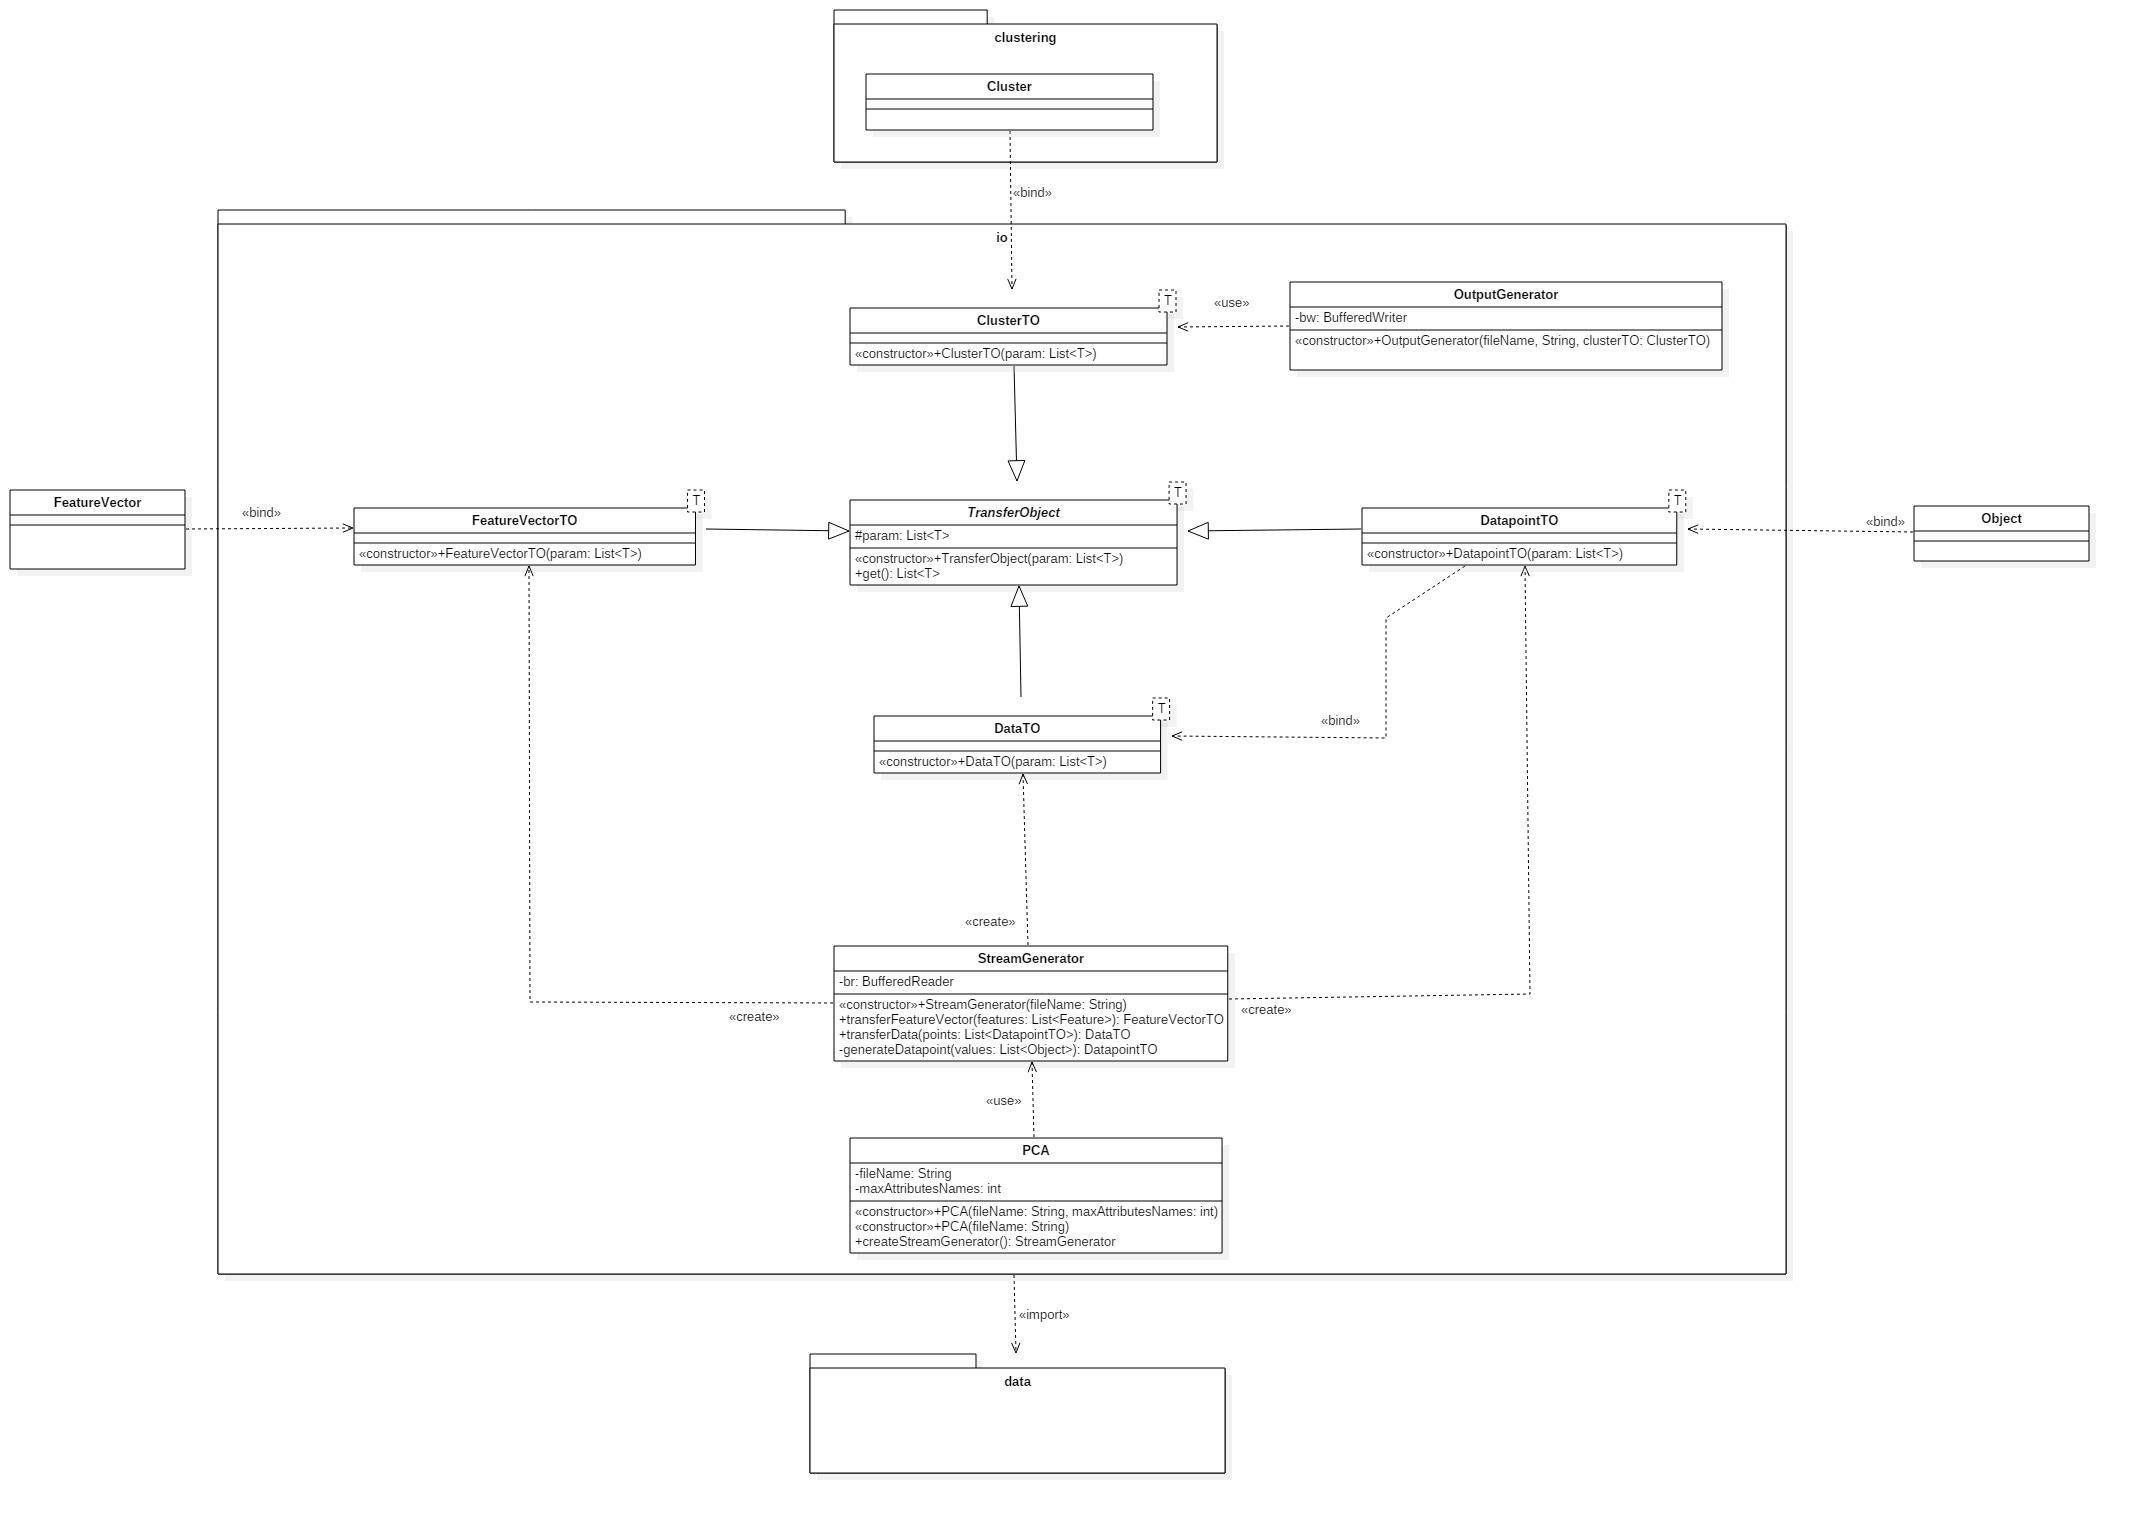 clustering
Cluster
«bind»
io
T
ClusterTO
«constructor»+ClusterTO(param: List<T>)
«use»
OutputGenerator
-bw: BufferedWriter
«constructor»+OutputGenerator(fileName, String, clusterTO: ClusterTO)
FeatureVector
«bind»
T
FeatureVectorTO
«constructor»+FeatureVectorTO(param: List<T>)
T
TransferObject
#param: List<T>
«constructor»+TransferObject(param: List<T>)
+get(): List<T>
T
DatapointTO
«constructor»+DatapointTO(param: List<T>)
«bind»
Object
T
DataTO
«constructor»+DataTO(param: List<T>)
«bind»
«create»
StreamGenerator
-br: BufferedReader
«constructor»+StreamGenerator(fileName: String)
+transferFeatureVector(features: List<Feature>): FeatureVectorTO
+transferData(points: List<DatapointTO>): DataTO
-generateDatapoint(values: List<Object>): DatapointTO
«create»
«create»
«use»
PCA
-fileName: String
-maxAttributesNames: int
«constructor»+PCA(fileName: String, maxAttributesNames: int)
«constructor»+PCA(fileName: String)
+createStreamGenerator(): StreamGenerator
«import»
data